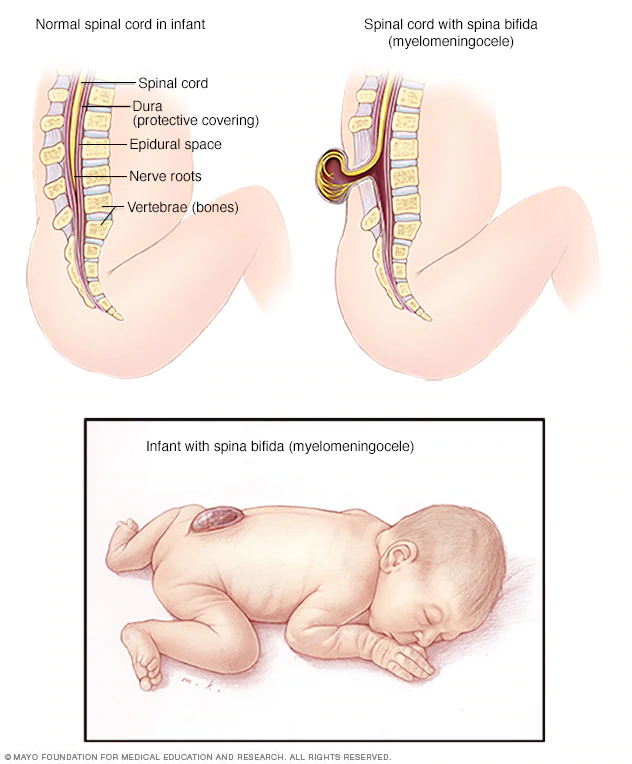 Normal spinal cord in infant
Spinal cord with spina bifida
(myelomeningocele)
Spinal cord
Dura
(protective covering)
Epidural space
Nerve roots
Vertebrae (bones)
Infant with spina bifida (myelomeningocele)
© MAYO FOUNDATION FOR MEDICAL EDUCATION AND RESEARCH. ALL RIGHTS RESERVED.